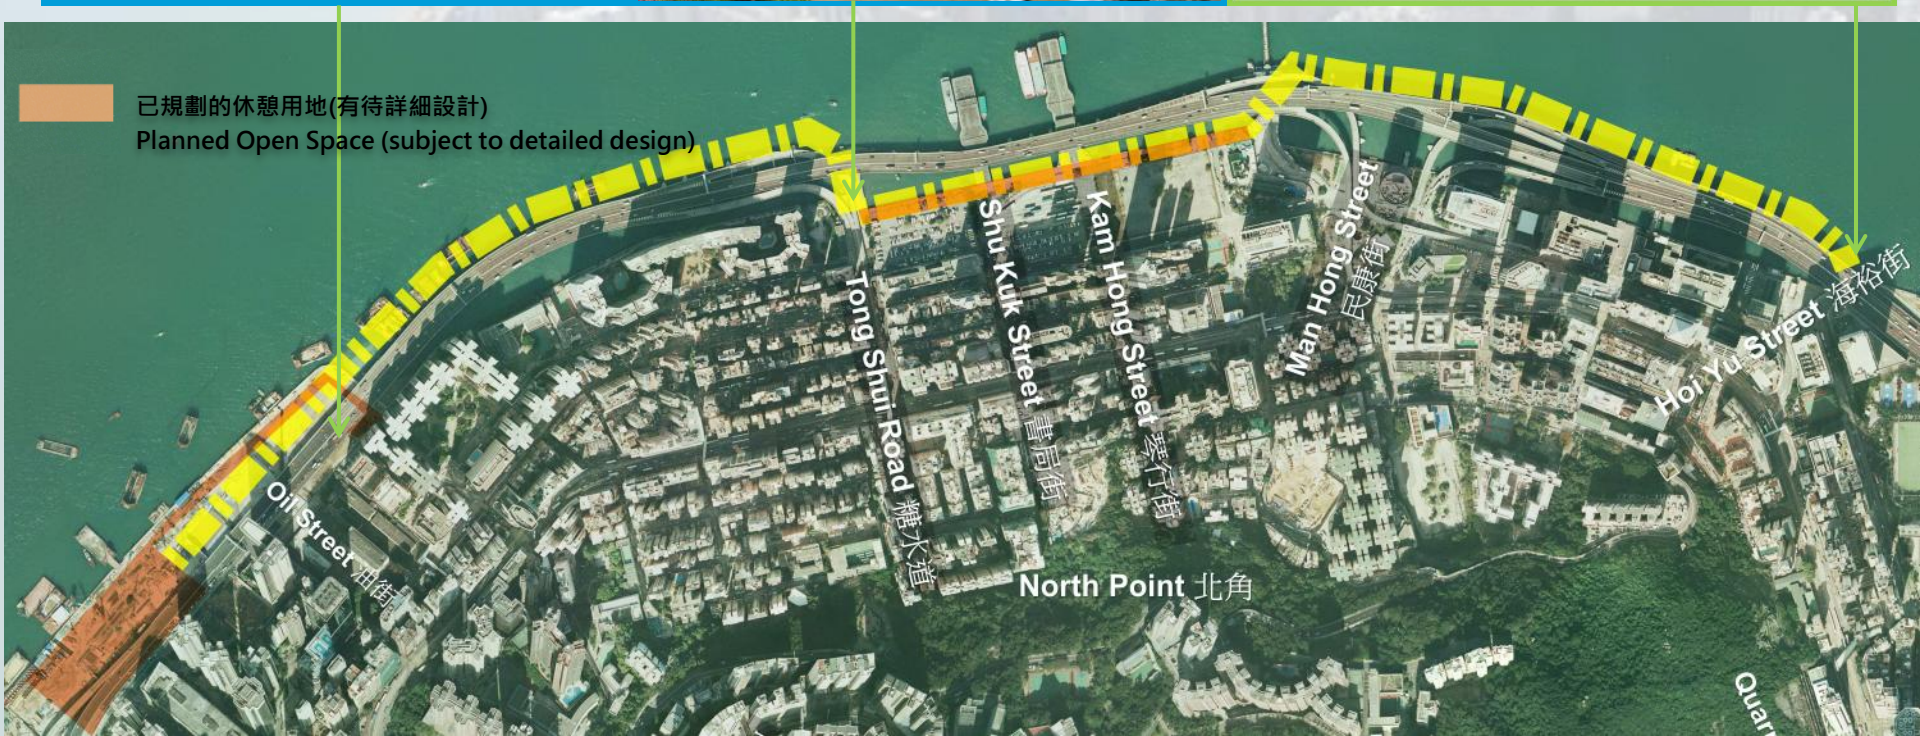 已規劃的休憩用地(有待詳細設計)
Planned Open Space (subject to detailed design)
Oil Street 油街
Tong Shui Road 糖水道
Shu Kuk Street 書局街
Kam Hong Street 琴行街
Man Hong Street
民康街
Hoi Yu Street 海裕街
North Point 北角
Quar